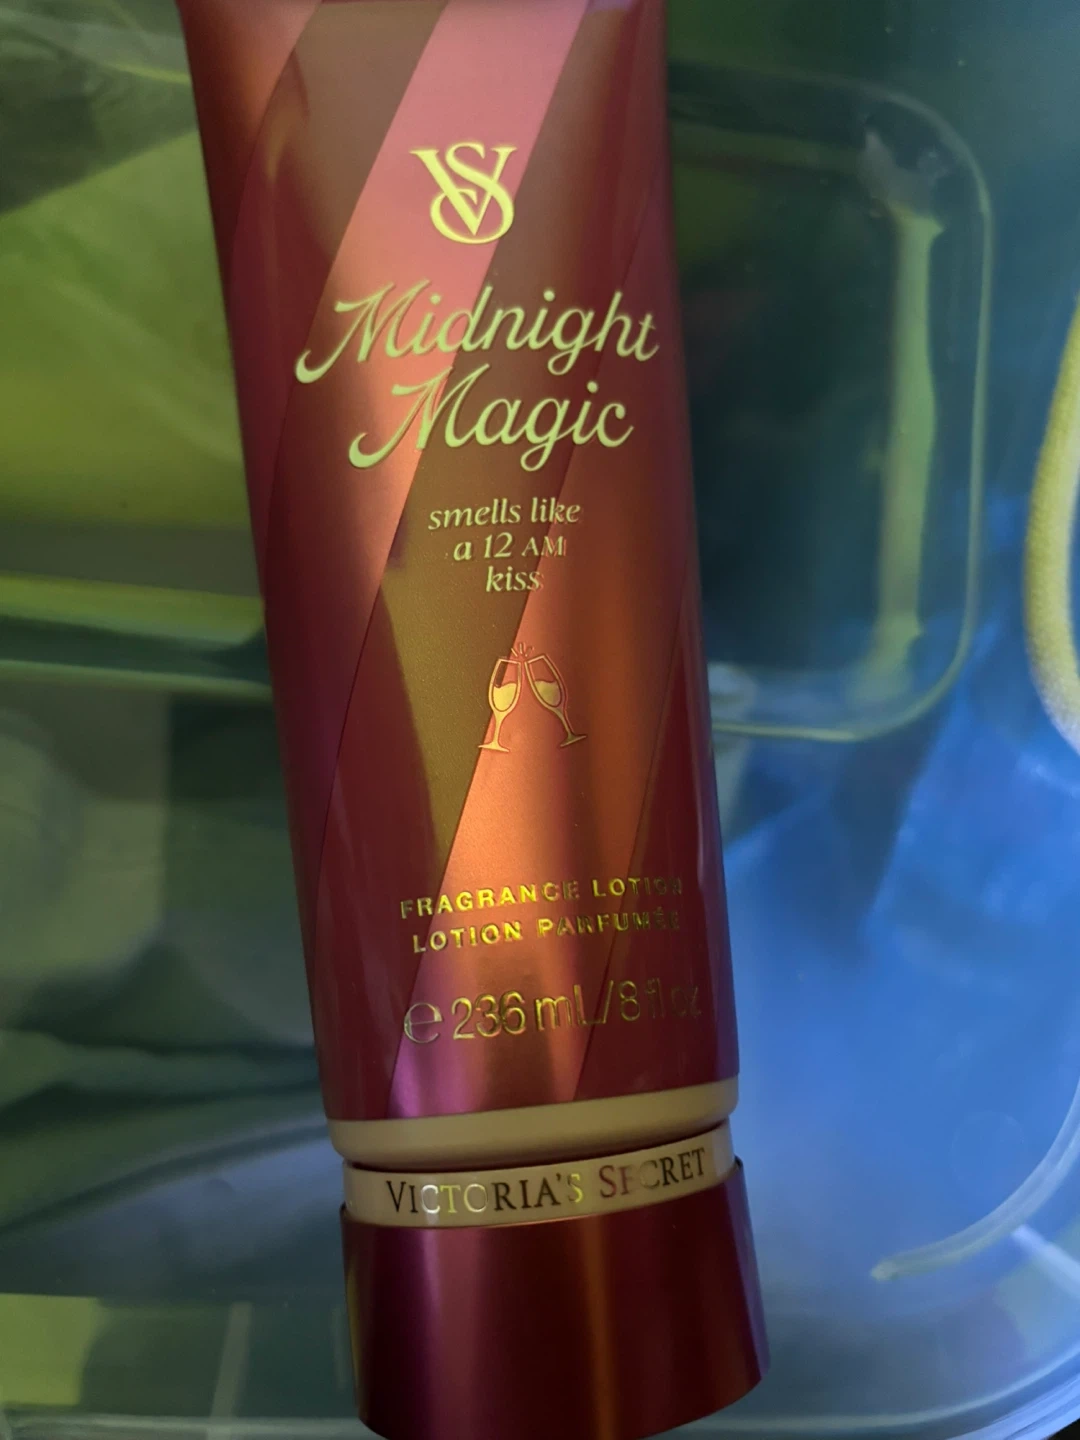 VS
Midnight
Magic
smells like
a 12 AM
kiss
FRAGRANCE LOTION
LOTION PARFUMÉE
e 236 mL/8 fl oz
VICTORIA'S SECRET